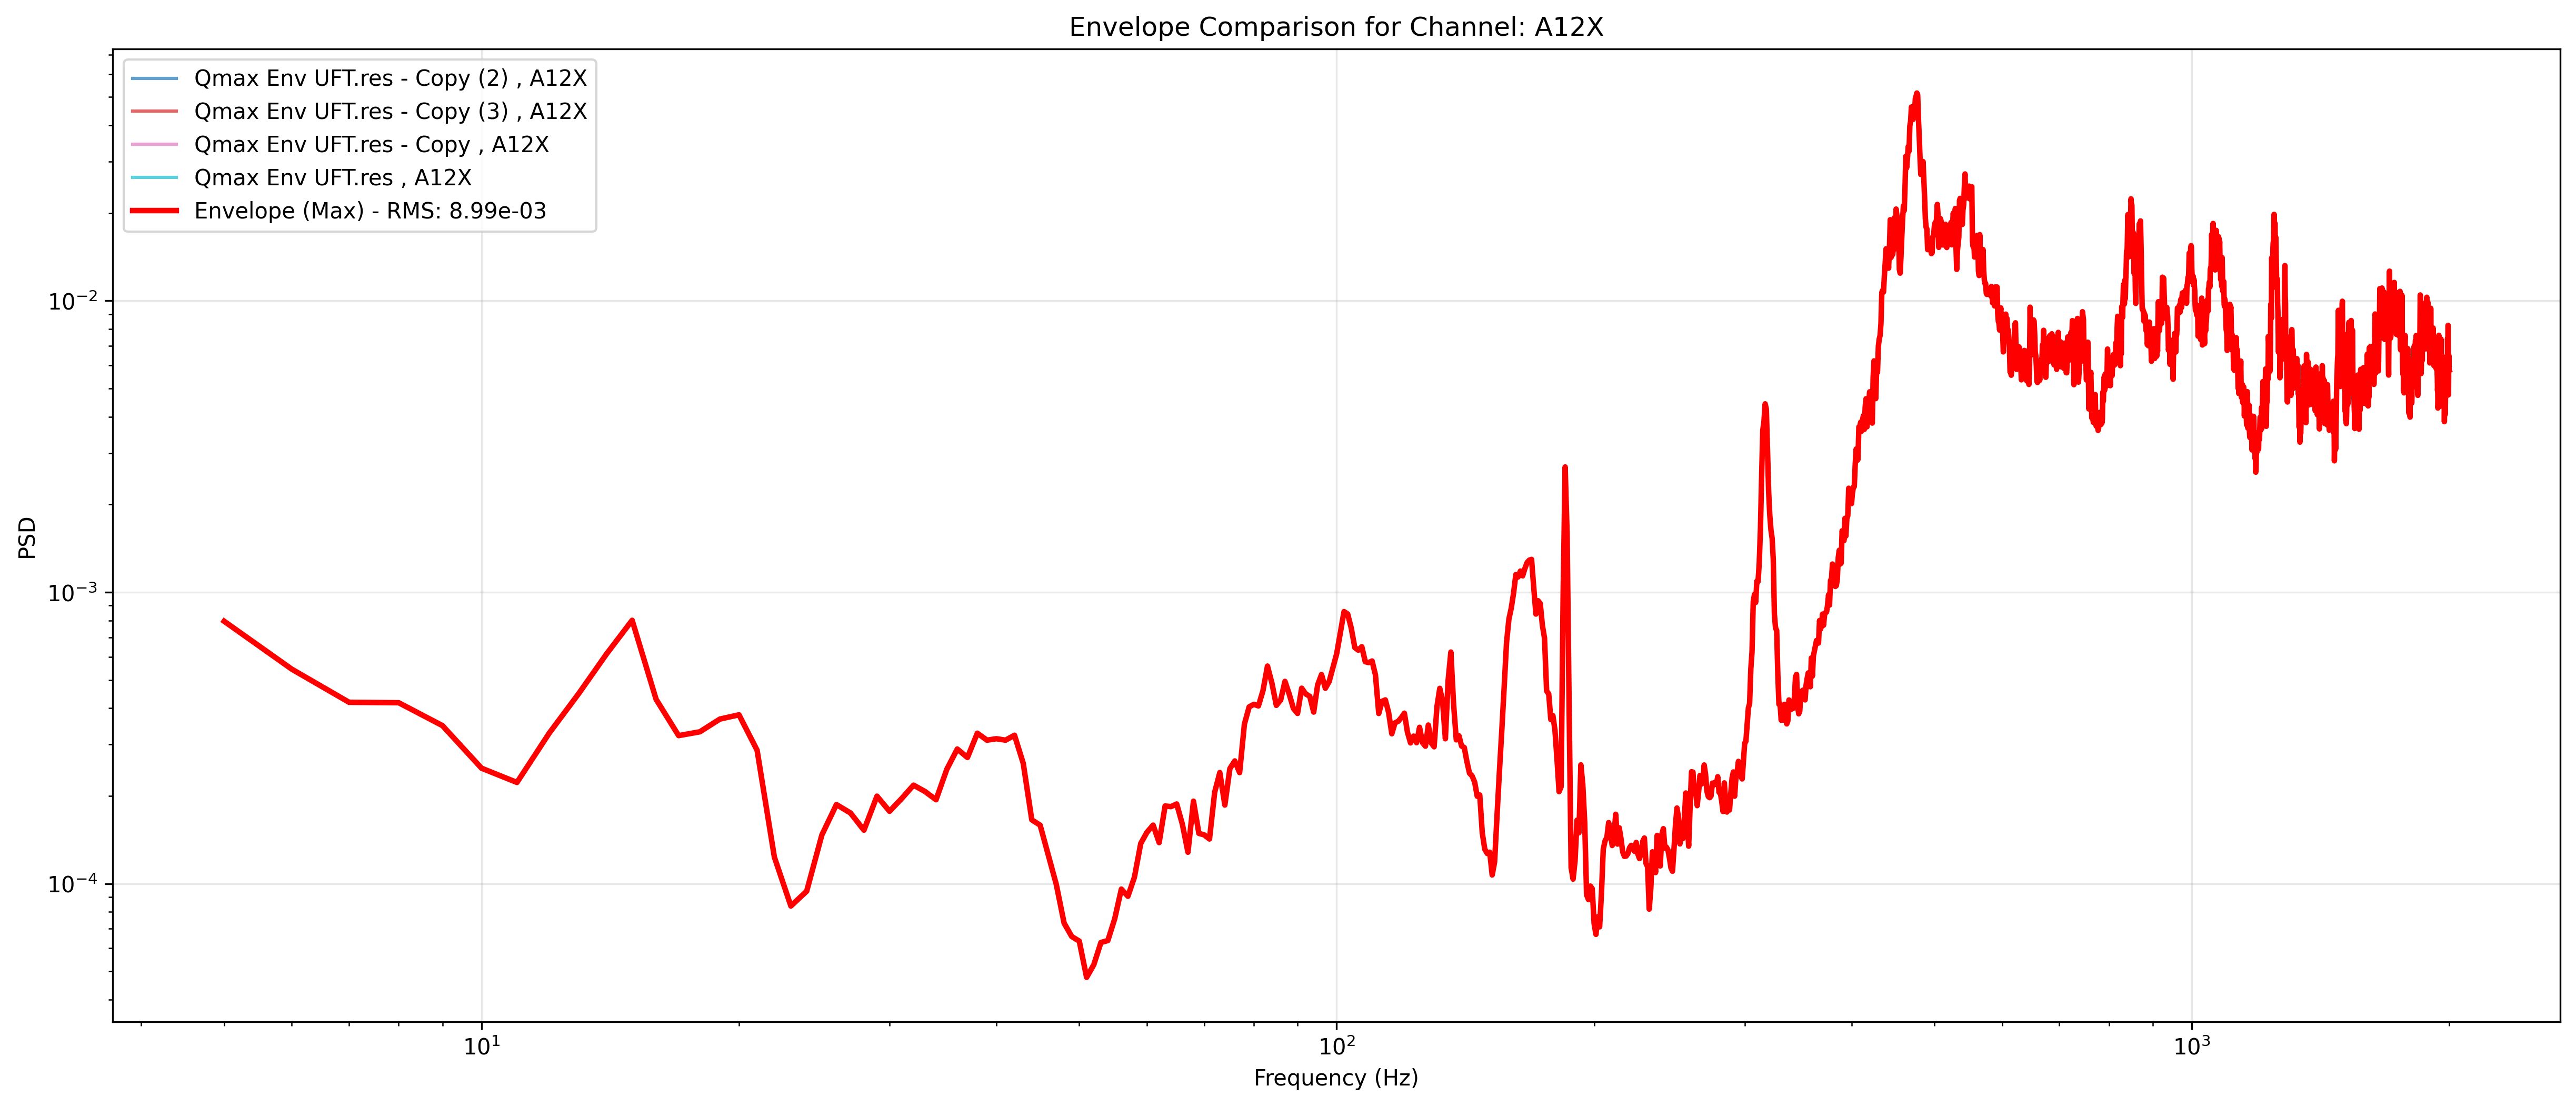 Envelope Comparison for Channel: A12X
Qmax Env UFT.res - Copy (2) , A12X
Qmax Env UFT.res - Copy (3) , A12X
Qmax Env UFT.res - Copy , A12X
Qmax Env UFT.res , A12X
Envelope (Max) - RMS: 8.99e-03
PSD
10⁻²
10⁻³
10⁻⁴
10¹
10²
10³
Frequency (Hz)